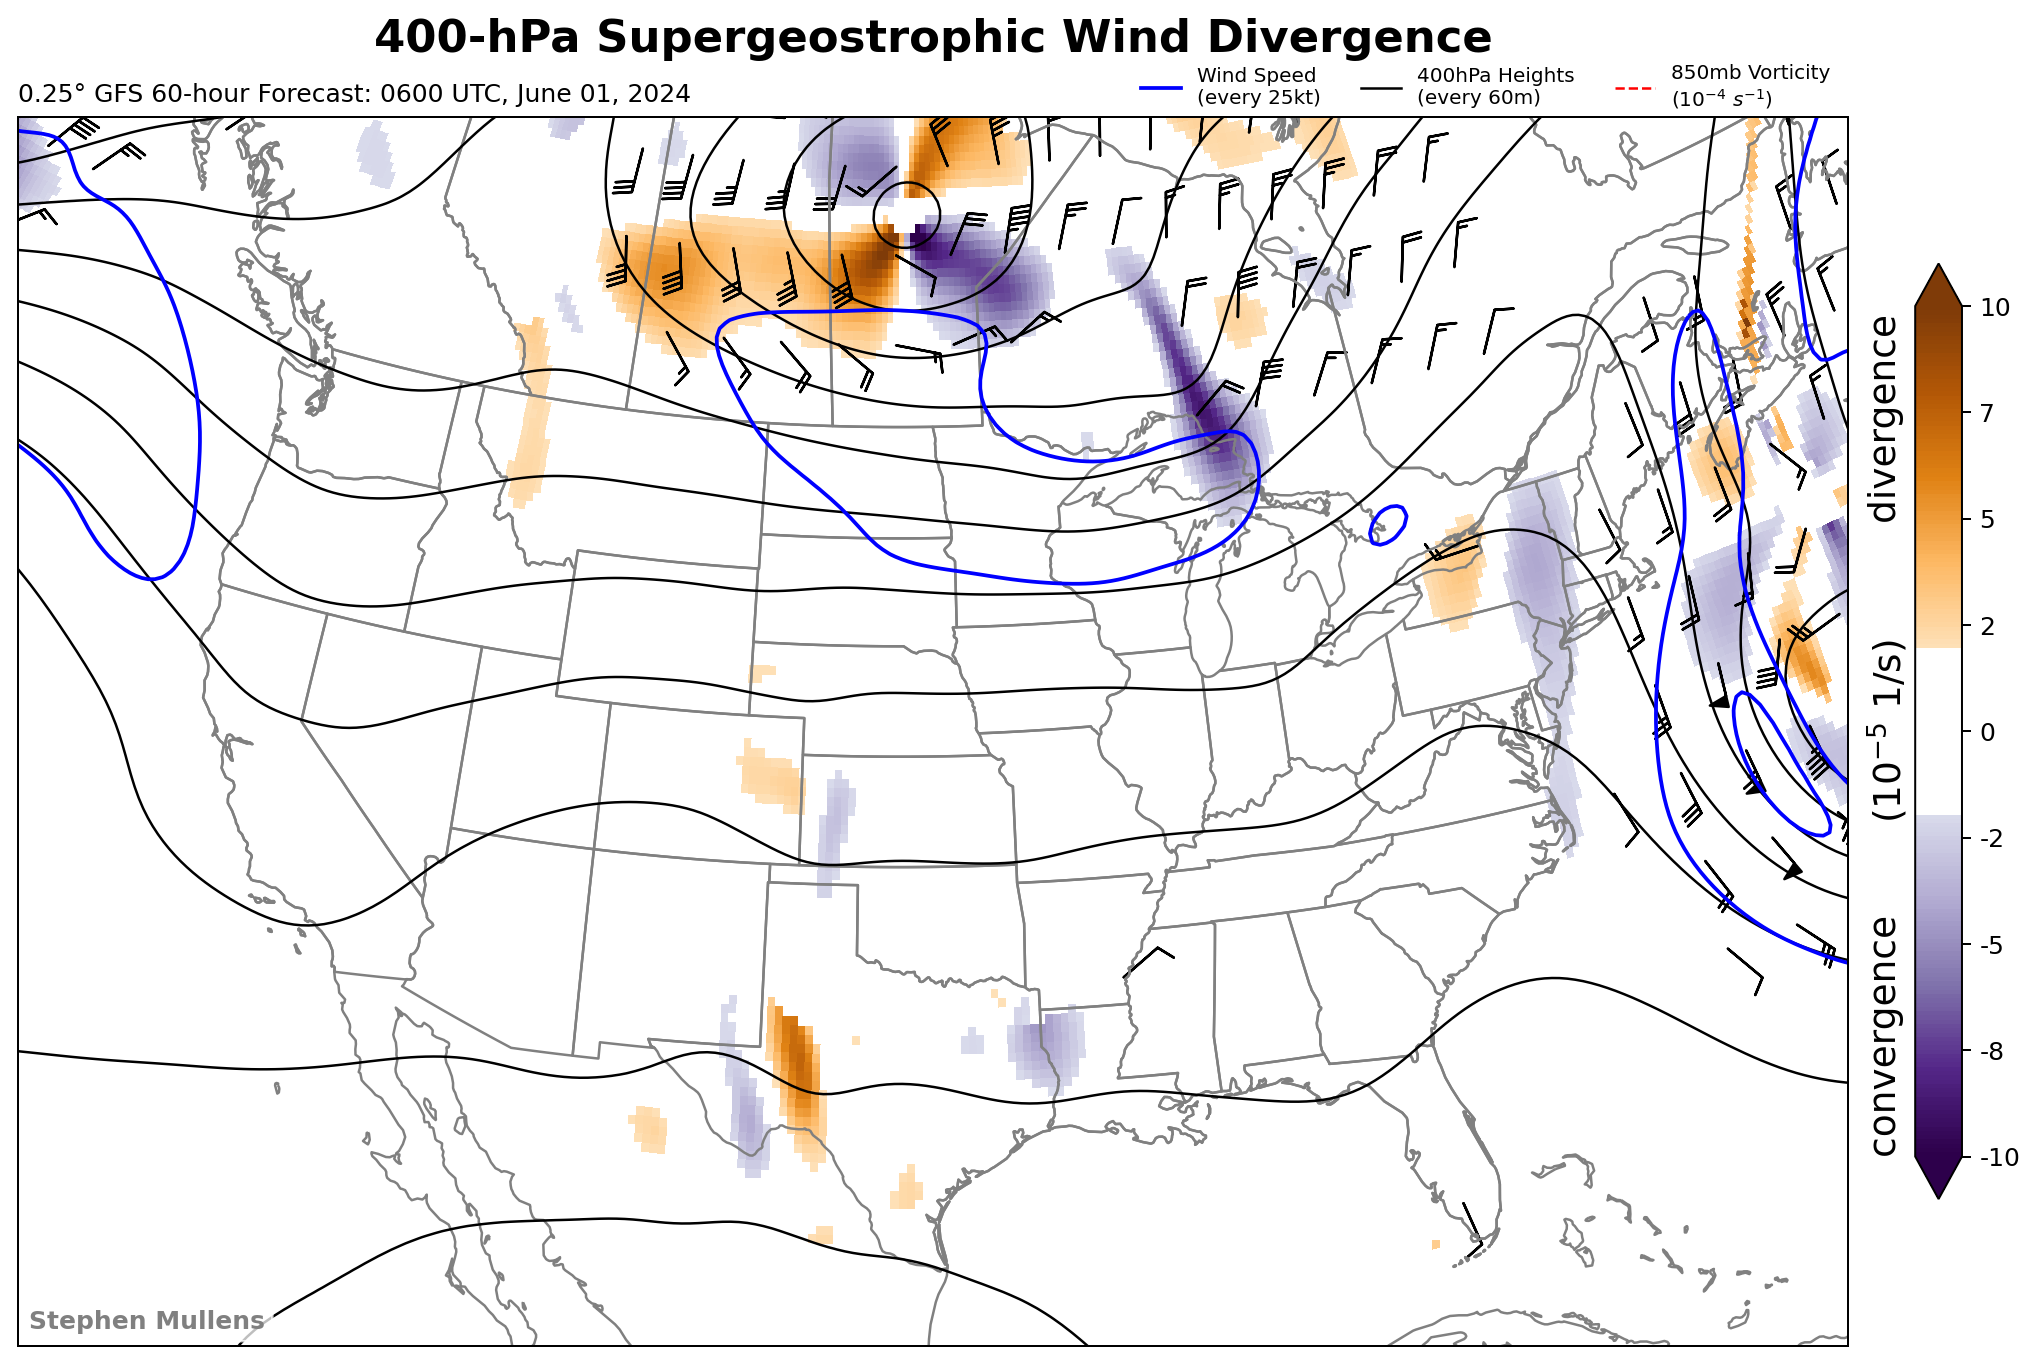 400-hPa Supergeostrophic Wind Divergence
0.25° GFS 60-hour Forecast: 0600 UTC, June 01, 2024
Wind Speed
(every 25kt)
400hPa Heights
(every 60m)
850mb Vorticity
(10⁻⁴ s⁻¹)
convergence (10⁻⁵ 1/s) divergence
10
7
5
2
0
-2
-5
-8
-10
Stephen Mullens